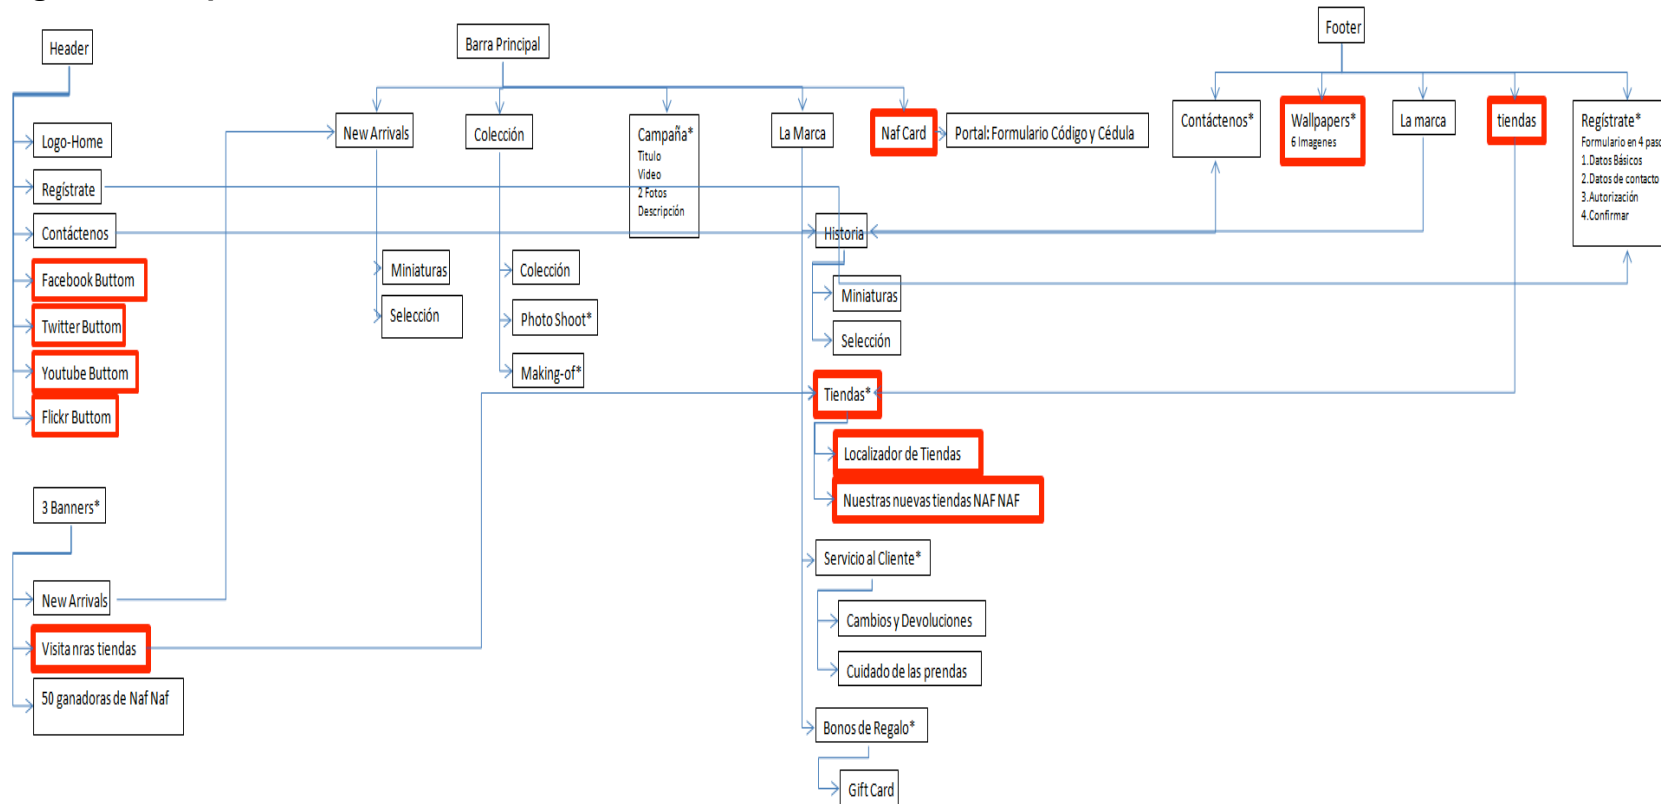 Header
Logo-Home
Regístrate
Contáctenos
Facebook Buttom
Twitter Buttom
Youtube Buttom
Flickr Buttom
3 Banners*
New Arrivals
Visita nras tiendas
50 ganadoras de Naf Naf
Barra Principal
New Arrivals
Miniaturas
Selección
Colección
Colección
Photo Shoot*
Making-of*
Campaña*
Titulo
Video
2 Fotos
Descripción
La Marca
Historia
Miniaturas
Selección
Tiendas*
Localizador de Tiendas
Nuestras nuevas tiendas NAF NAF
Servicio al Cliente*
Cambios y Devoluciones
Cuidado de las prendas
Bonos de Regalo*
Gift Card
Naf Card
Portal: Formulario Código y Cédula
Footer
Contáctenos*
Wallpapers*
6 Imagenes
La marca
tiendas
Regístrate*
Formulario en 4 paso
1.Datos Básicos
2.Datos de contacto
3.Autorización
4.Confirmar